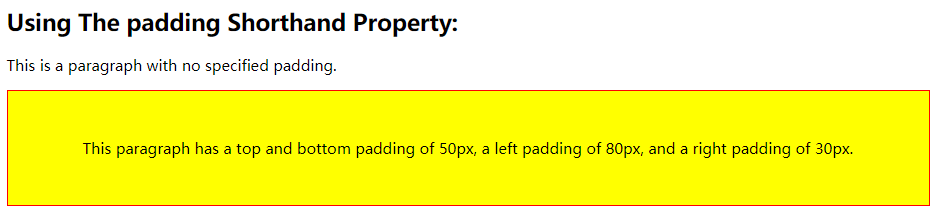 Using The padding Shorthand Property:
This is a paragraph with no specified padding.
This paragraph has a top and bottom padding of 50px, a left padding of 80px, and a right padding of 30px.